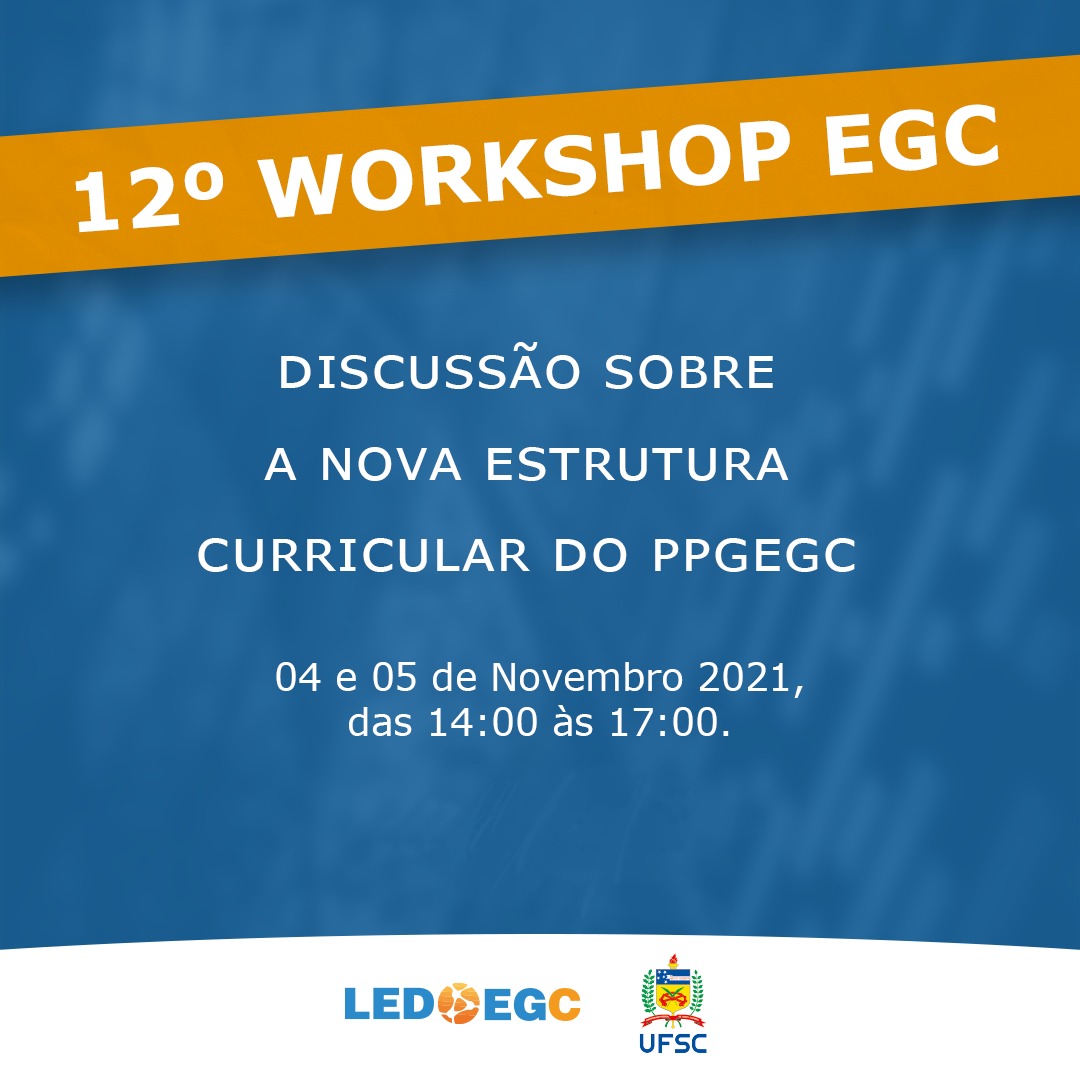 12º WORKSHOP EGC
DISCUSSÃO SOBRE
A NOVA ESTRUTURA
CURRICULAR DO PPGEGC
04 e 05 de Novembro 2021,
das 14:00 às 17:00.
LED EGC
UFSC